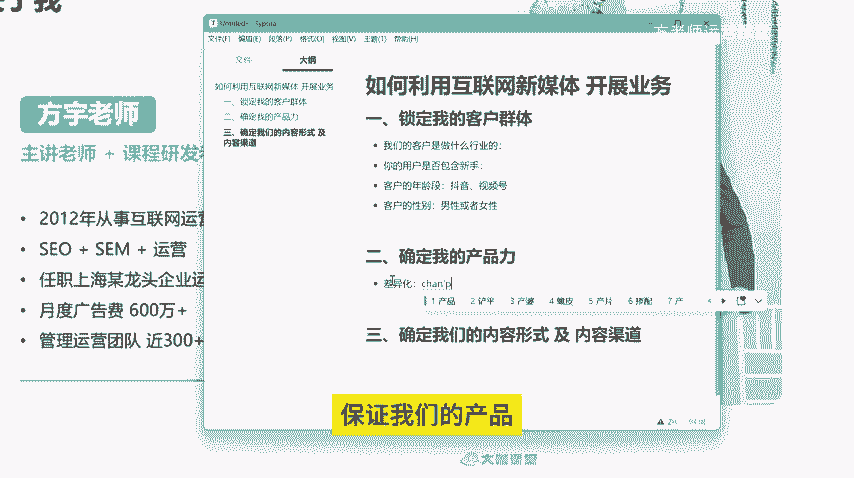 于我
方宇老师
主讲老师 + 课程研发
• 2012年从事互联网运营
• SEO + SEM + 运营
• 任职上海某龙头企业运
• 月度广告费 600万+
• 管理运营团队 近300+
文件(F) 编辑(E) 段落(P) 格式(O) 视图(V) 主题(T) 帮助(H)
文件
大纲
如何利用互联网新媒体 开展业务
一、锁定我的客户群体
二、确定我的产品力
三、确定我们的内容形式 及
内容渠道
如何利用互联网新媒体 开展业务
一、锁定我的客户群体
• 我们的客户是做什么行业的:
• 你的用户是否包含新手:
• 客户的年龄段: 抖音、视频号
• 客户的性别: 男性或者女性
二、确定我的产品力
• 差异化: chan'p
1 产品 2 铲平 3 产婆 5 产片 7 产
三、确定我们的内容形式 及 内容渠道
保证我们的产品